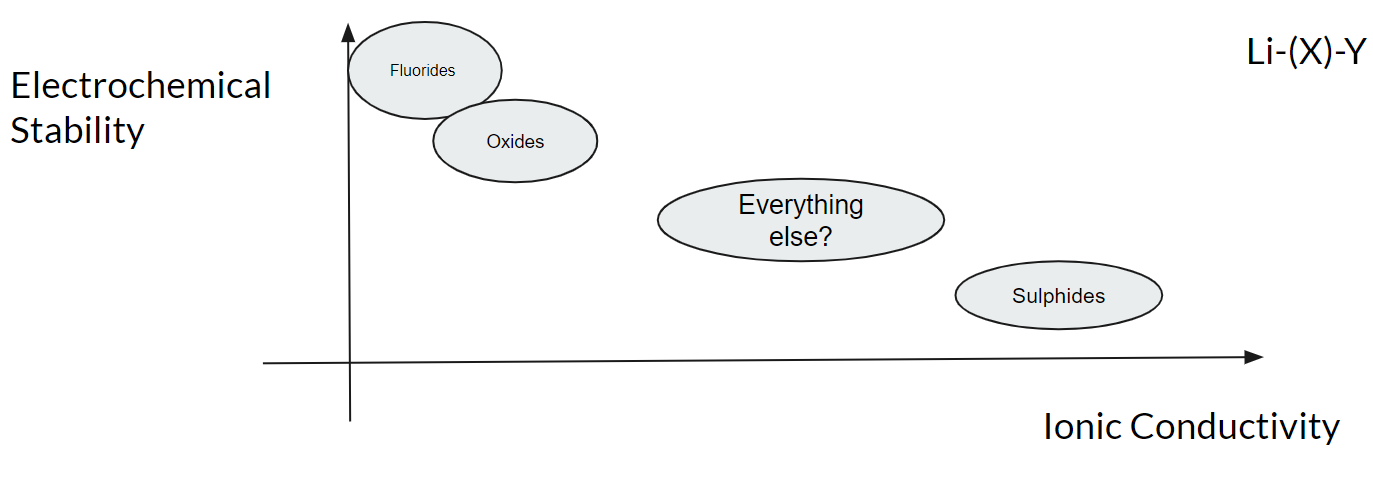 Li-(X)-Y
Electrochemical
Stability
Fluorides
Oxides
Everything
else?
Sulphides
Ionic Conductivity